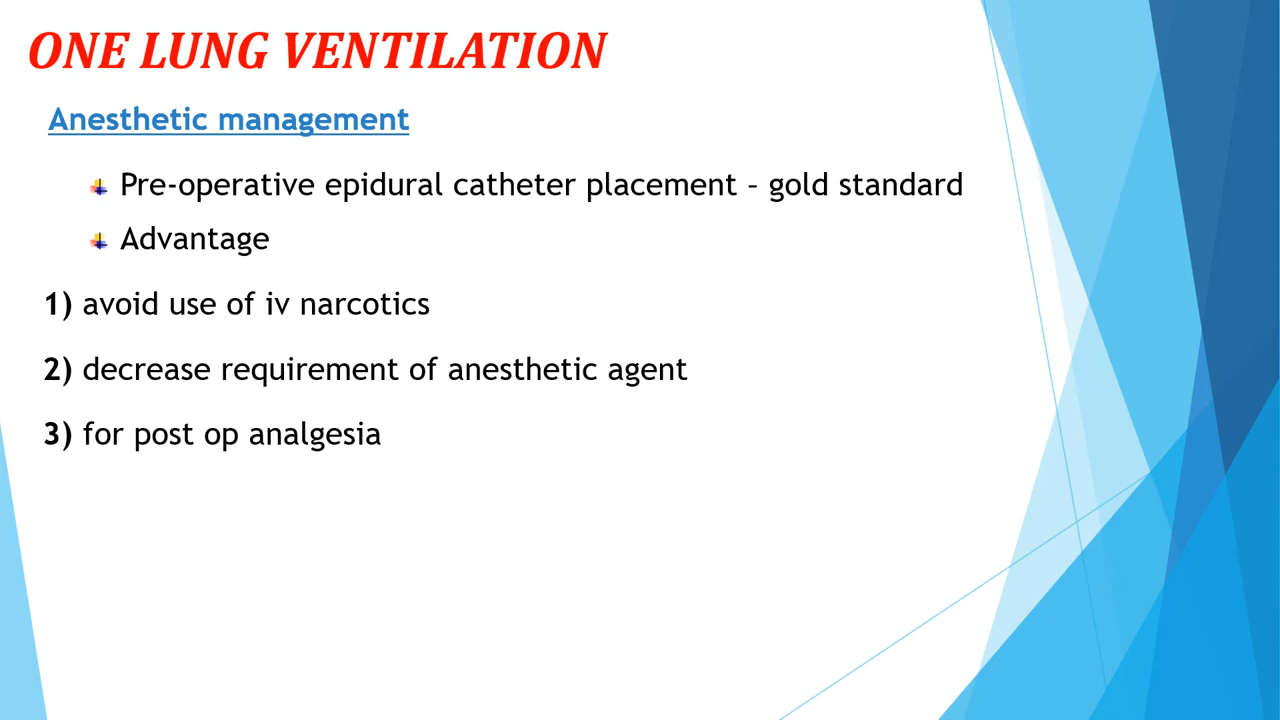 ONE LUNG VENTILATION
Anesthetic management
Pre-operative epidural catheter placement – gold standard
Advantage
1) avoid use of iv narcotics
2) decrease requirement of anesthetic agent
3) for post op analgesia